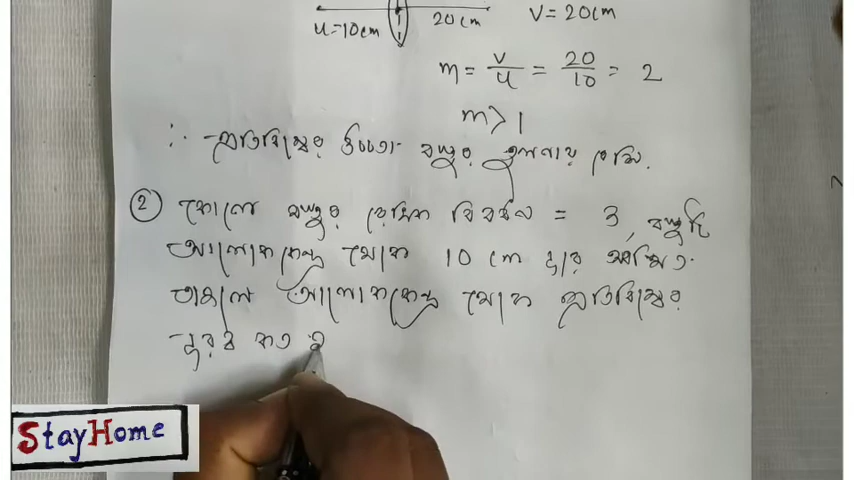 u=10cm 20cm V=20cm
m = V/u = 20/10 = 2
m > 1
∴ প্রতিবিম্বের উচ্চতা বস্তুর তুলনায় বেশি.
② কোনো বস্তুর রৈখিক বিবর্ধন = 3, বস্তুটি
আলোককেন্দ্র থেকে 10 cm দূরে অবস্থিত.
তাহলে আলোককেন্দ্র থেকে প্রতিবিম্বের
দূরত্ব কত হ
StayHome